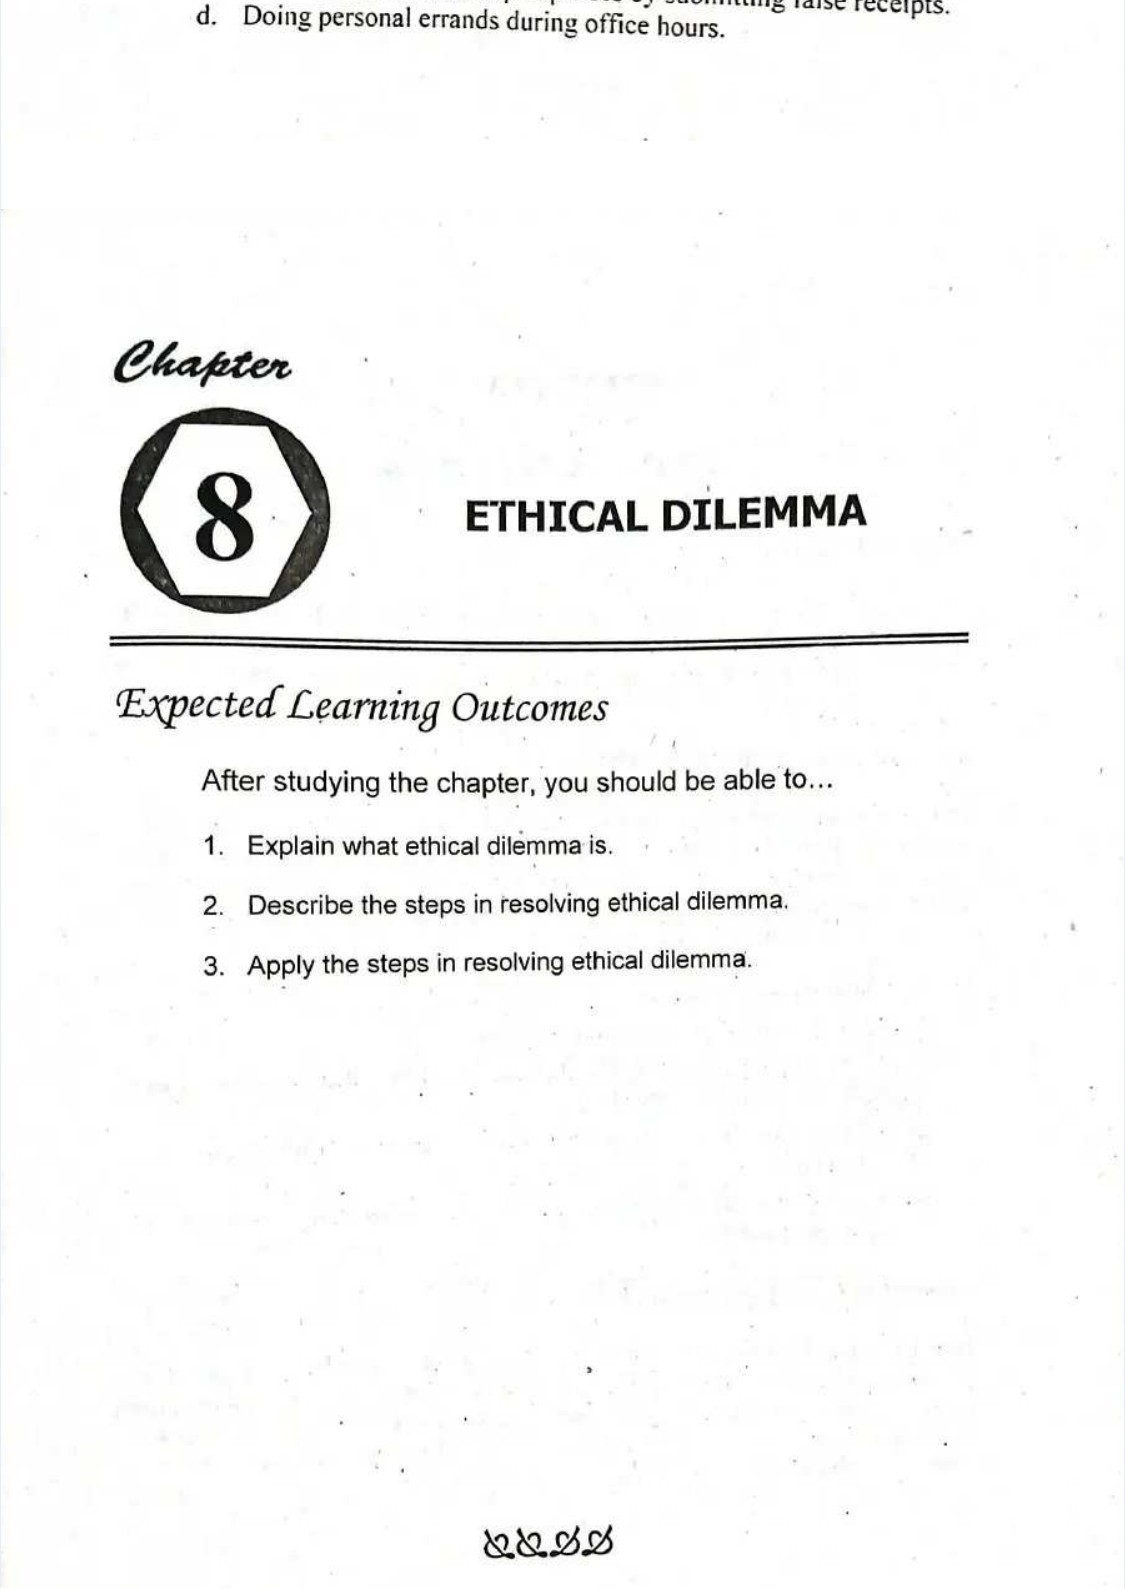 false receipts.
d. Doing personal errands during office hours.
Chapter
8
ETHICAL DILEMMA
Expected Learning Outcomes
After studying the chapter, you should be able to...
1. Explain what ethical dilemma is.
2. Describe the steps in resolving ethical dilemma.
3. Apply the steps in resolving ethical dilemma.